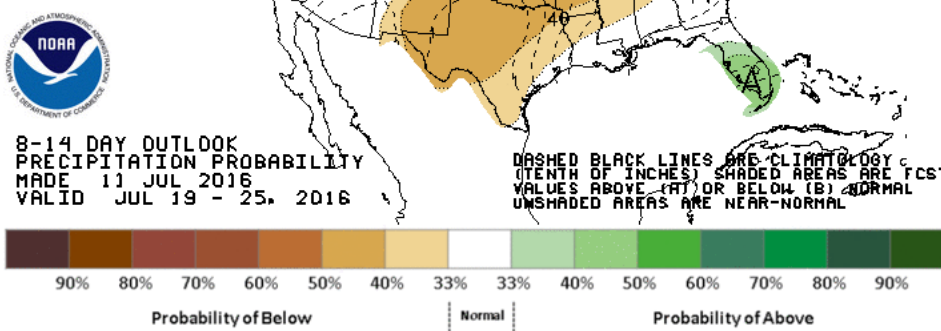 NATIONAL OCEANIC AND ATMOSPHERIC ADMINISTRATION
NOAA
U.S. DEPARTMENT OF COMMERCE
40
A
8-14 DAY OUTLOOK
PRECIPITATION PROBABILITY
MADE 11 JUL 2016
VALID JUL 19 - 25, 2016
DASHED BLACK LINES ARE CLIMATOLOGY
(TENTH OF INCHES) SHADED AREAS ARE FCST
VALUES ABOVE (A) OR BELOW (B) NORMAL
UNSHADED AREAS ARE NEAR-NORMAL
90% 80% 70% 60% 50% 40% 33% 33% 40% 50% 60% 70% 80% 90%
Probability of Below Normal Probability of Above